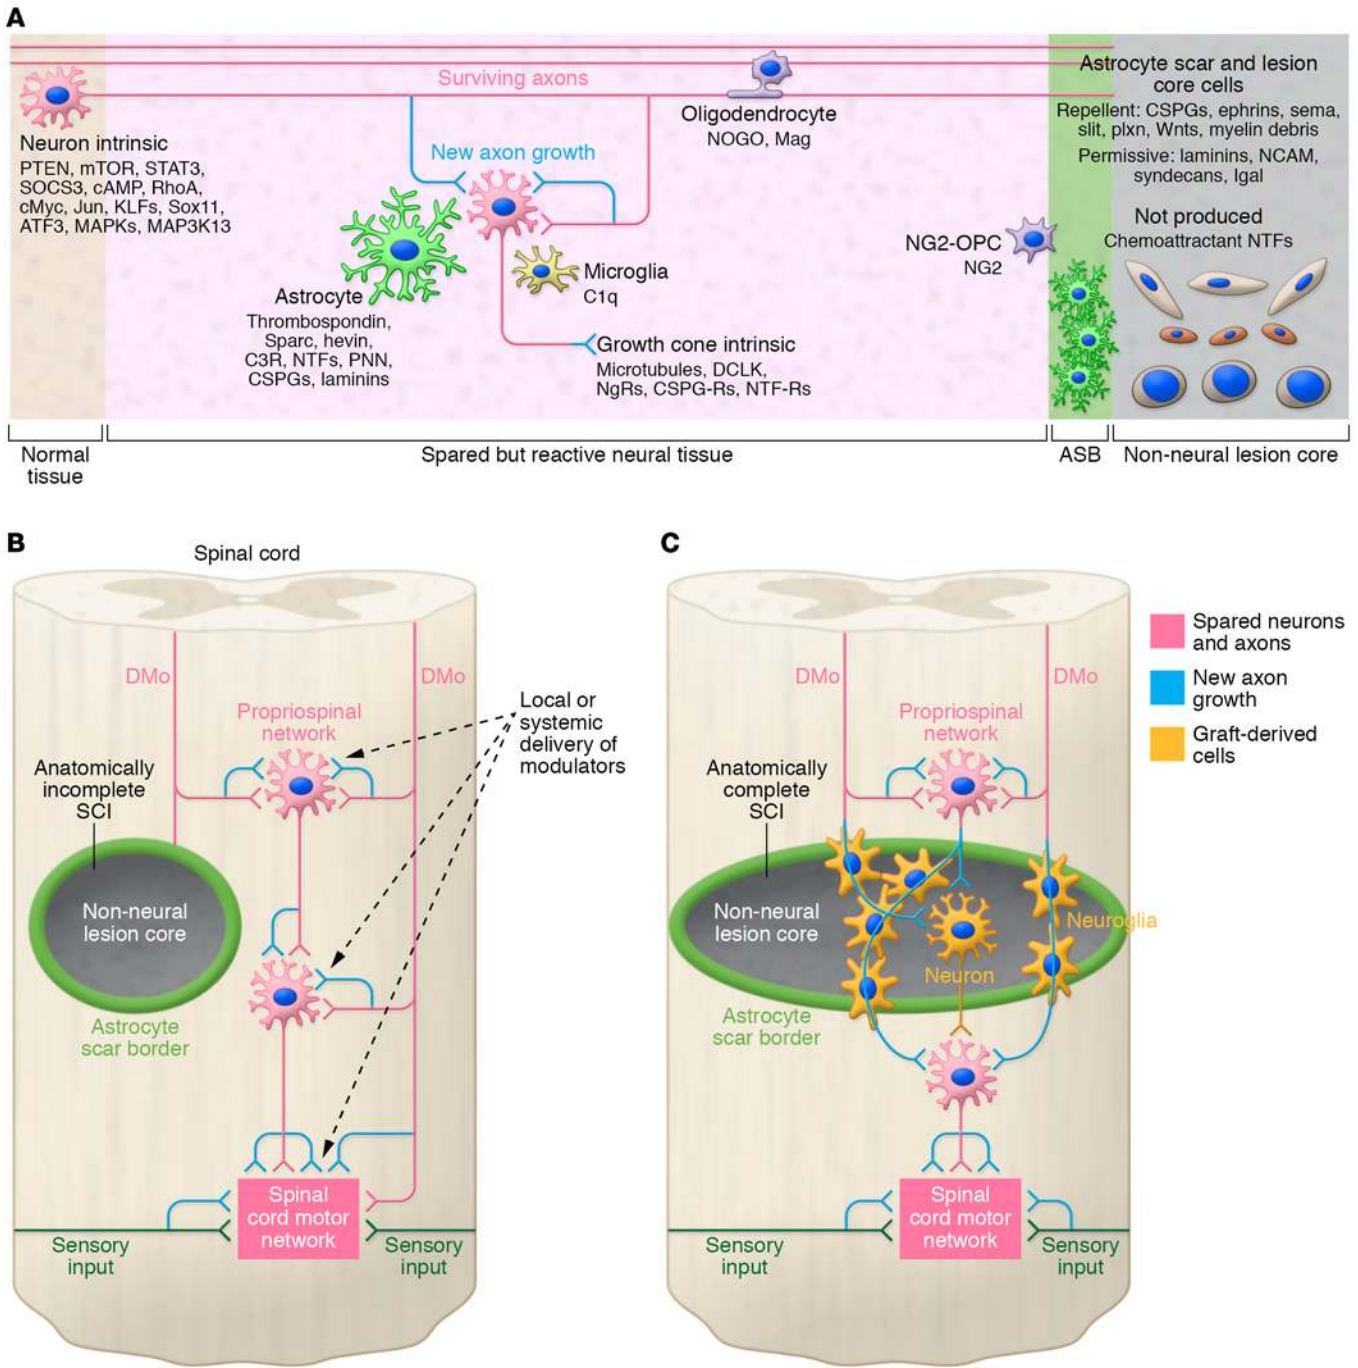 A
Surviving axons
Neuron intrinsic
PTEN, mTOR, STAT3,
SOCS3, cAMP, RhoA,
cMyc, Jun, KLFs, Sox11,
ATF3, MAPKs, MAP3K13
New axon growth
Oligodendrocyte
NOGO, Mag
Astrocyte scar and lesion
core cells
Repellent: CSPGs, ephrins, sema,
slit, plxn, Wnts, myelin debris
Permissive: laminins, NCAM,
syndecans, Igal
Not produced
Chemoattractant NTFs
NG2-OPC
NG2
Microglia
C1q
Astrocyte
Thrombospondin,
Sparc, hevin,
C3R, NTFs, PNN,
CSPGs, laminins
Growth cone intrinsic
Microtubules, DCLK,
NgRs, CSPG-Rs, NTF-Rs
Normal
tissue
Spared but reactive neural tissue
ASB
Non-neural lesion core
B
Spinal cord
DMo
DMo
Propriospinal
network
Local or
systemic
delivery of
modulators
Anatomically
incomplete
SCI
Non-neural
lesion core
Astrocyte
scar border
Spinal
cord motor
network
Sensory
input
Sensory
input
C
DMo
DMo
Propriospinal
network
Anatomically
complete
SCI
Non-neural
lesion core
Neuroglia
Neuron
Astrocyte
scar border
Spinal
cord motor
network
Sensory
input
Sensory
input
Spared neurons
and axons
New axon
growth
Graft-derived
cells